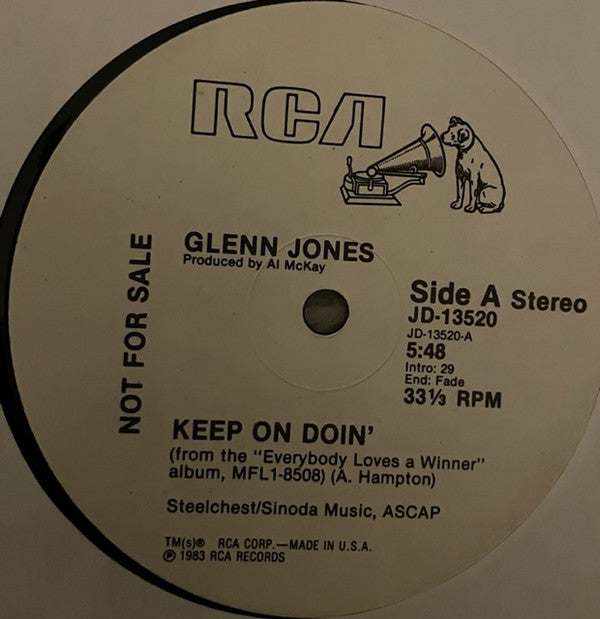 RCA
NOT FOR SALE
GLENN JONES
Produced by Al McKay
Side A Stereo
JD-13520
JD-13520-A
5:48
Intro: 29
End: Fade
33⅓ RPM
KEEP ON DOIN'
(from the "Everybody Loves a Winner"
album, MFL1-8508) (A. Hampton)
Steelchest/Sinoda Music, ASCAP
TM(s)® RCA CORP.—MADE IN U.S.A.
℗ 1983 RCA RECORDS